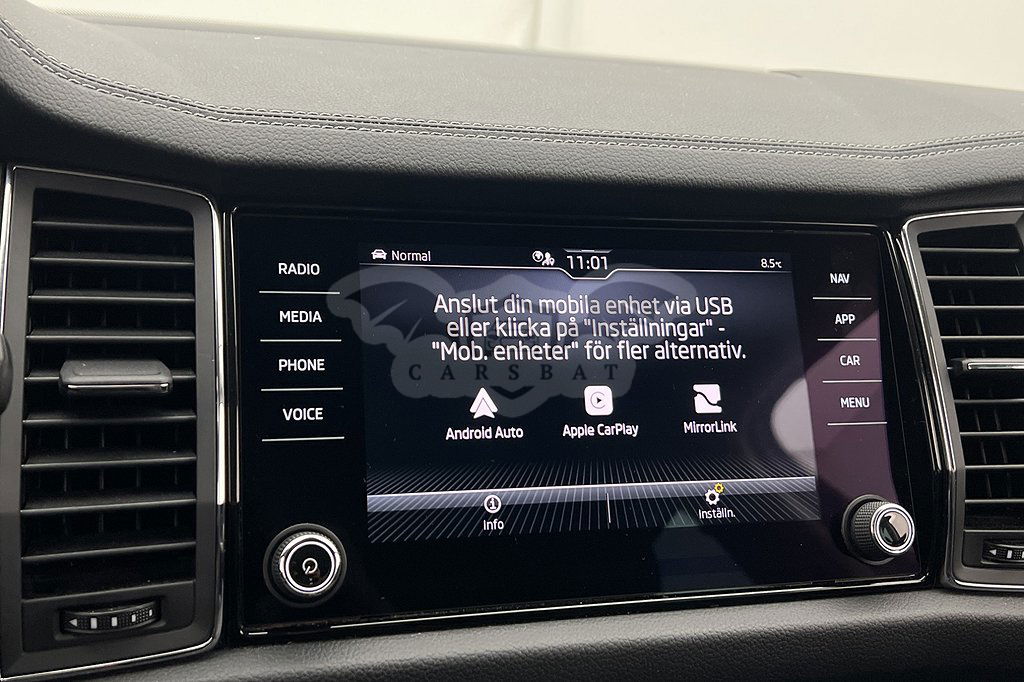 Normal
11:01
8.5°C
RADIO
MEDIA
PHONE
VOICE
NAV
APP
CAR
MENU
Anslut din mobila enhet via USB
eller klicka på "Inställningar" -
"Mob. enheter" för fler alternativ.
CARSBAT
Android Auto
Apple CarPlay
MirrorLink
Info
Inställn.